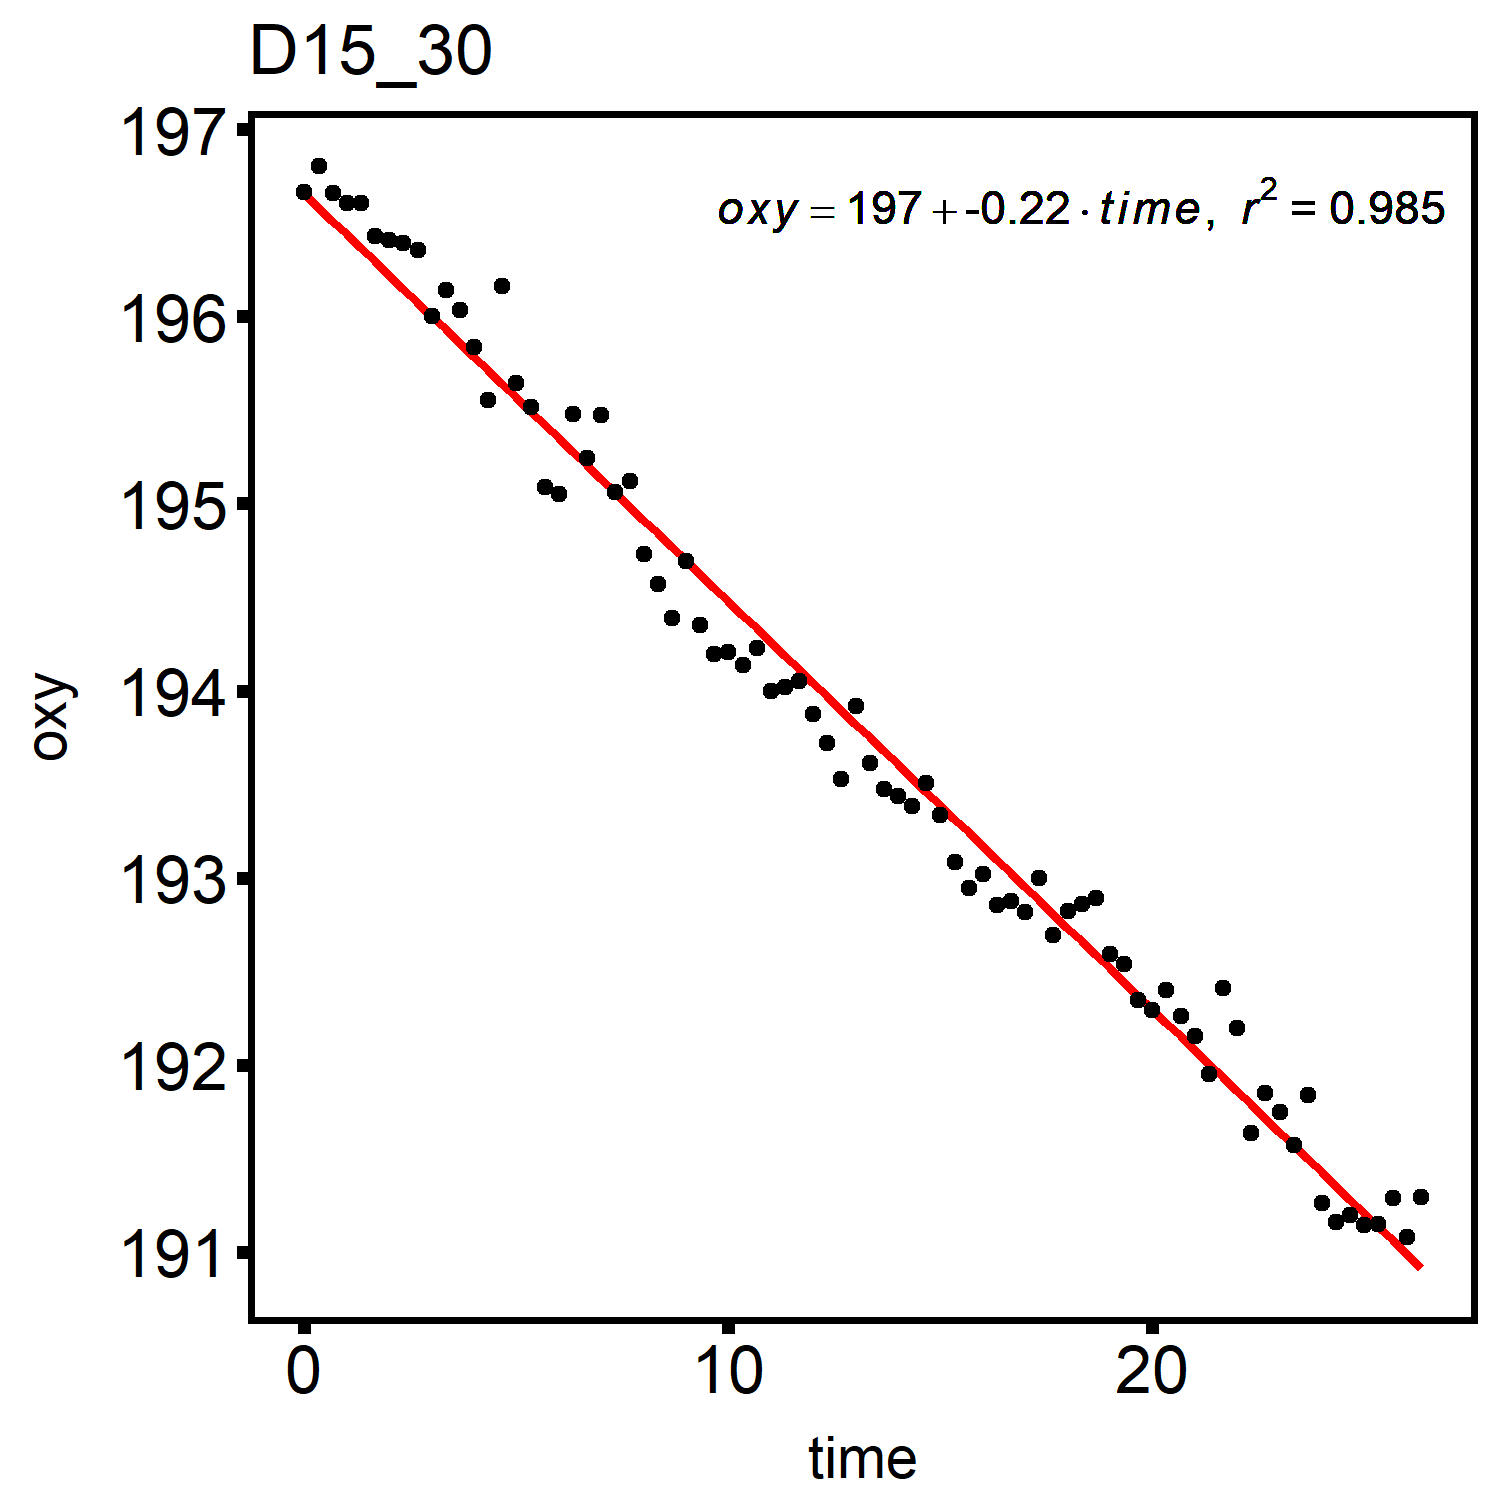 D15_30
197
oxy = 197 + -0.22 · time, r² = 0.985
196
195
194
oxy
193
192
191
0 10 20
time